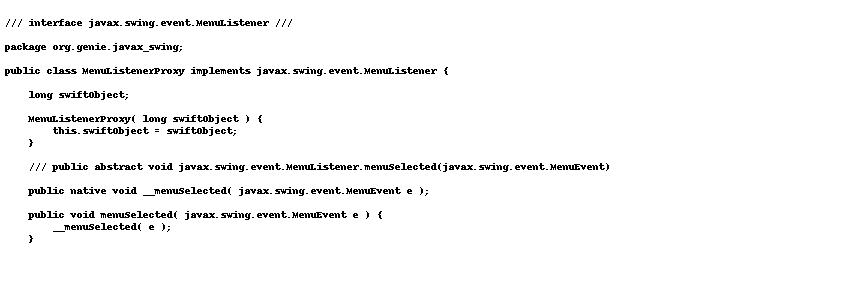 /// interface javax.swing.event.MenuListener ///
package org.genie.javax_swing;
public class MenuListenerProxy implements javax.swing.event.MenuListener {
long swiftObject;
MenuListenerProxy( long swiftObject ) {
this.swiftObject = swiftObject;
}
/// public abstract void javax.swing.event.MenuListener.menuSelected(javax.swing.event.MenuEvent)
public native void __menuSelected( javax.swing.event.MenuEvent e );
public void menuSelected( javax.swing.event.MenuEvent e ) {
__menuSelected( e );
}